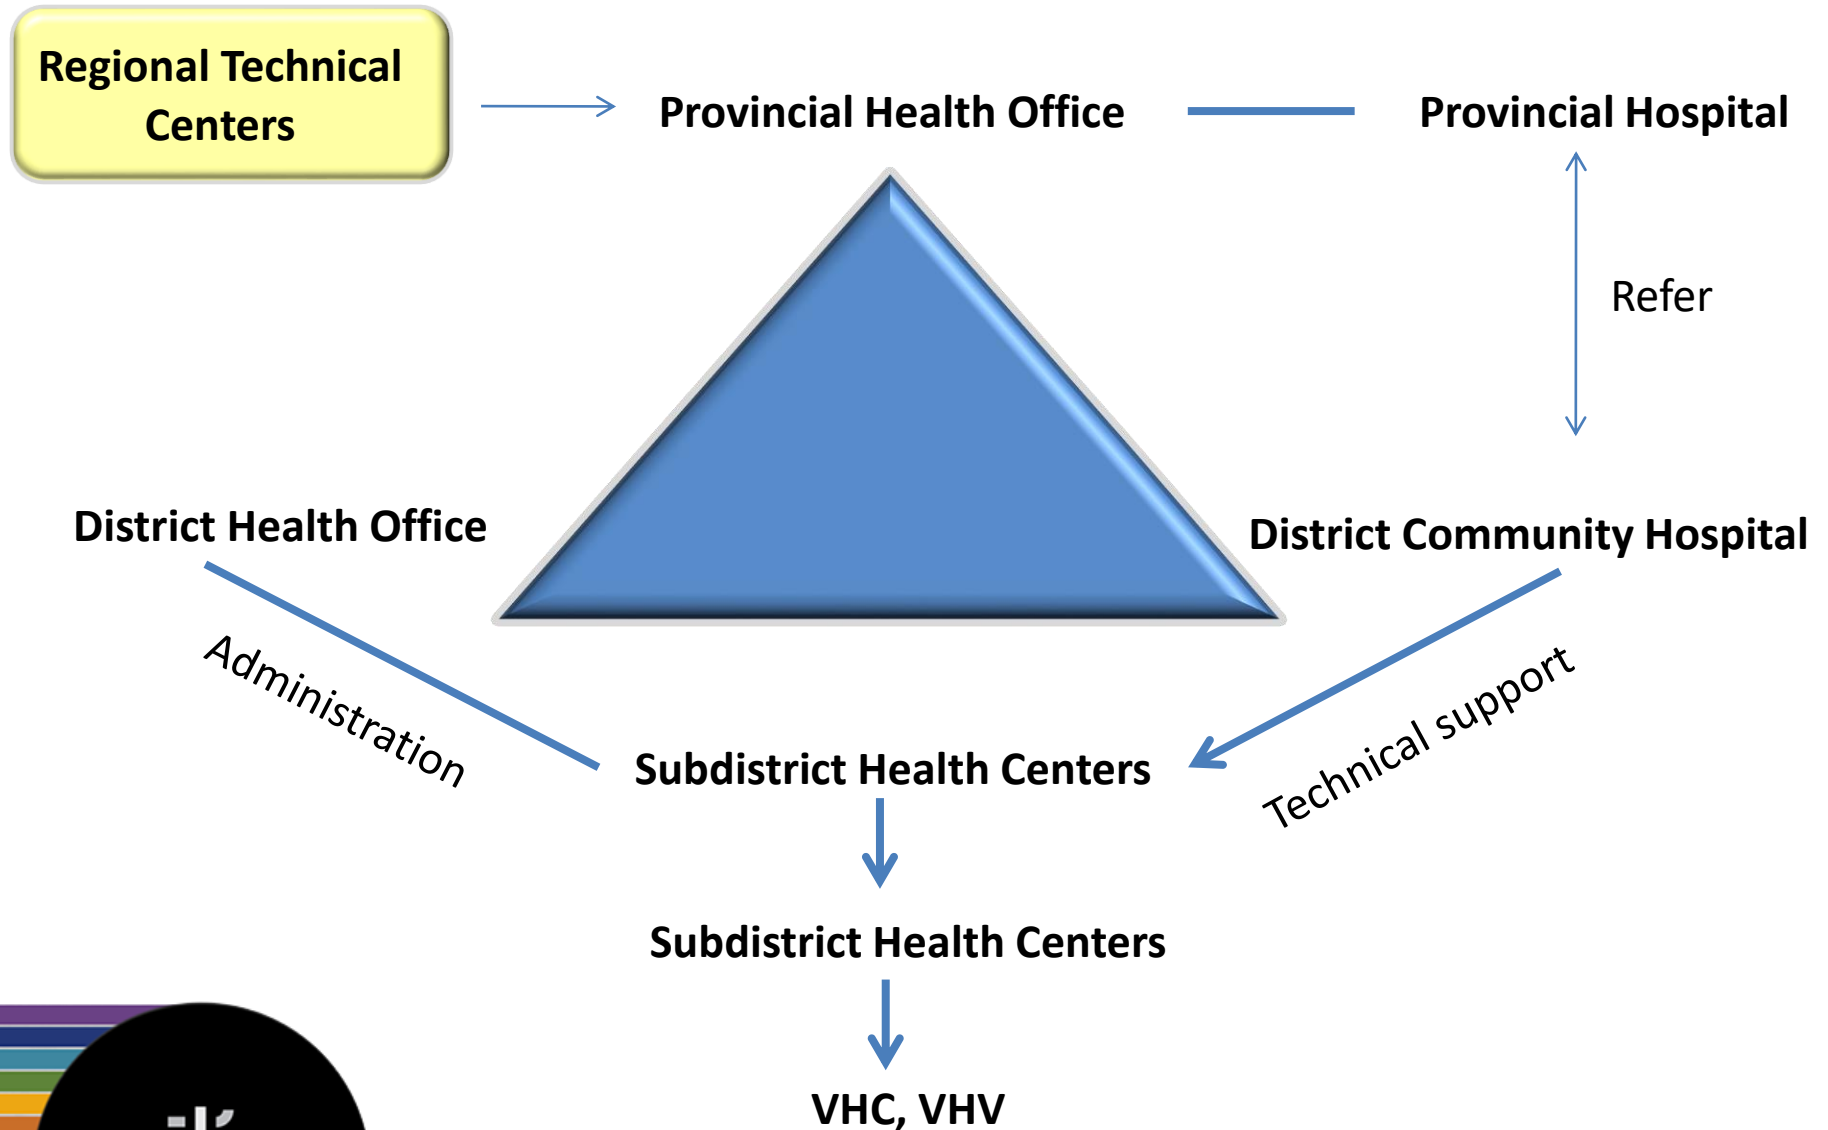 Regional Technical
Centers
Provincial Health Office
Provincial Hospital
Refer
District Health Office
District Community Hospital
Administration
Technical support
Subdistrict Health Centers
Subdistrict Health Centers
VHC, VHV